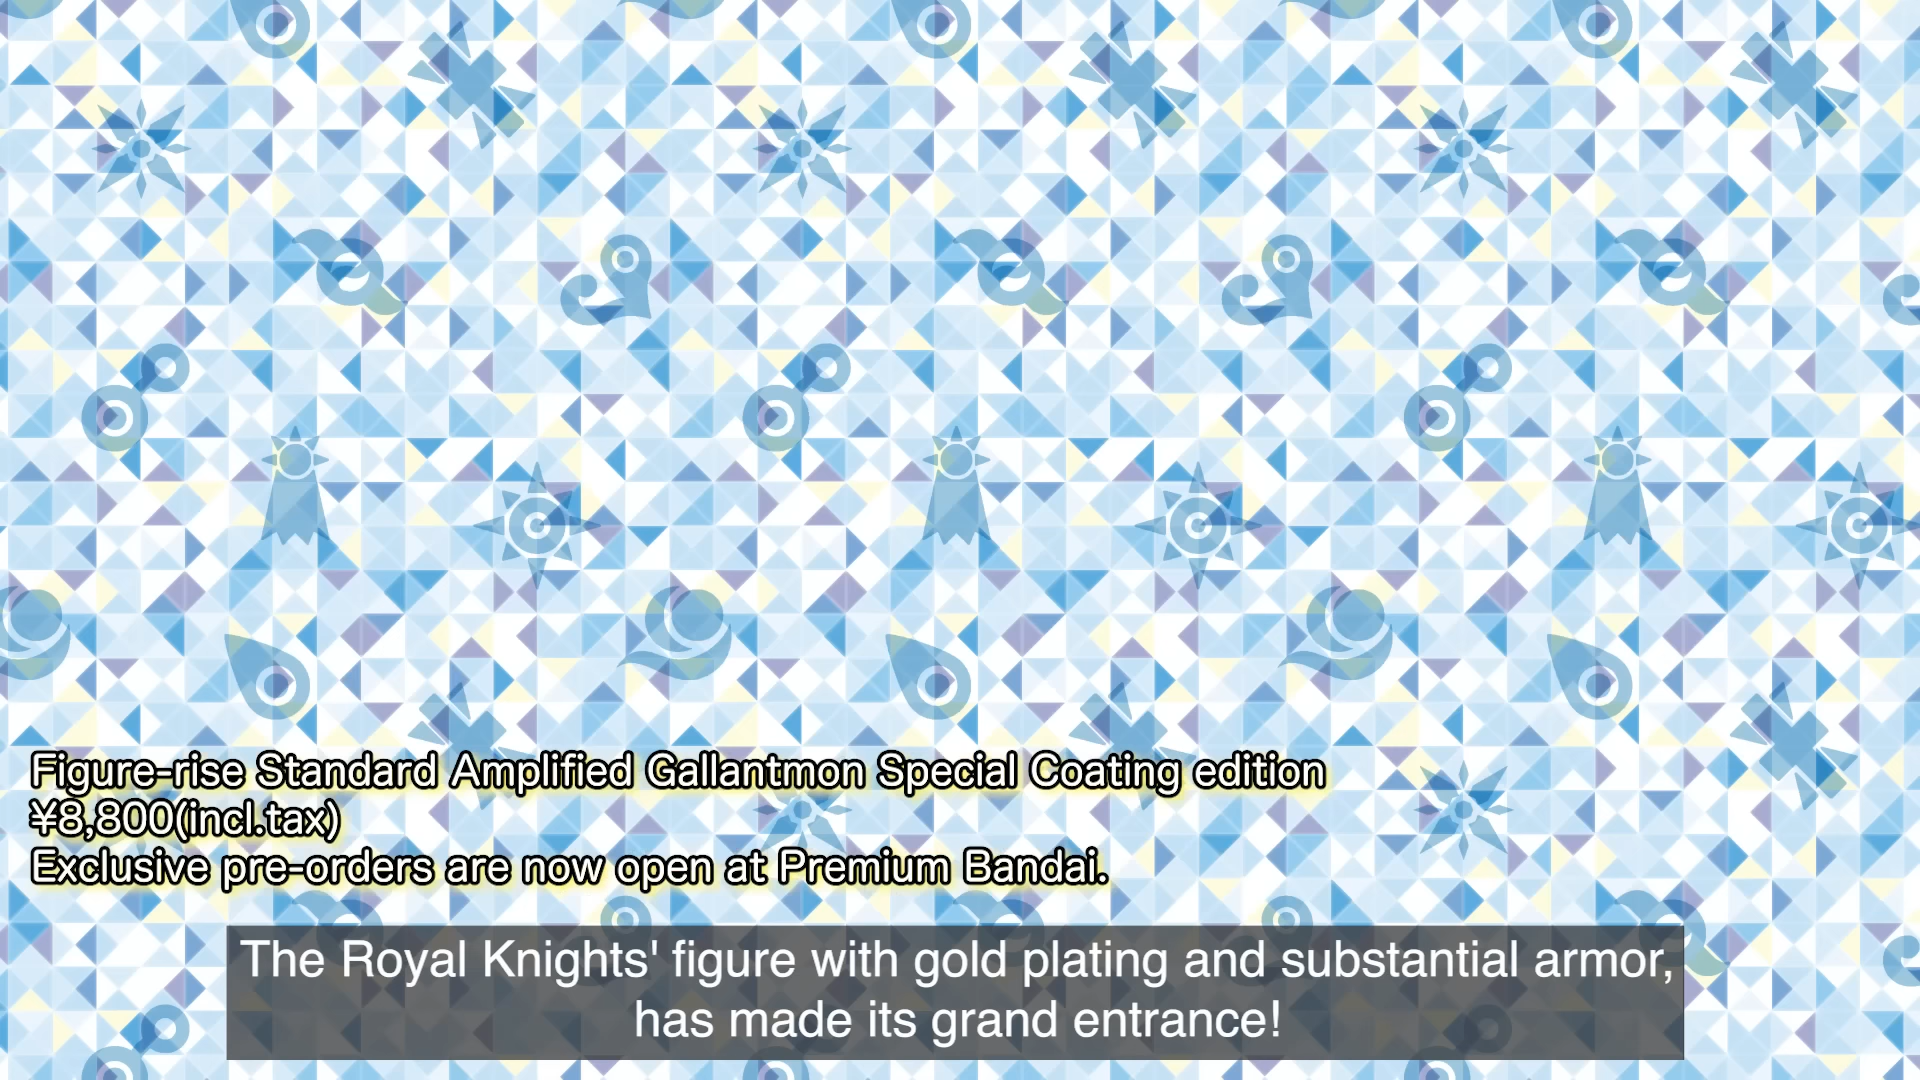 Figure-rise Standard Amplified Gallantmon Special Coating edition
¥8,800(incl.tax)
Exclusive pre-orders are now open at Premium Bandai.
The Royal Knights' figure with gold plating and substantial armor,
has made its grand entrance!